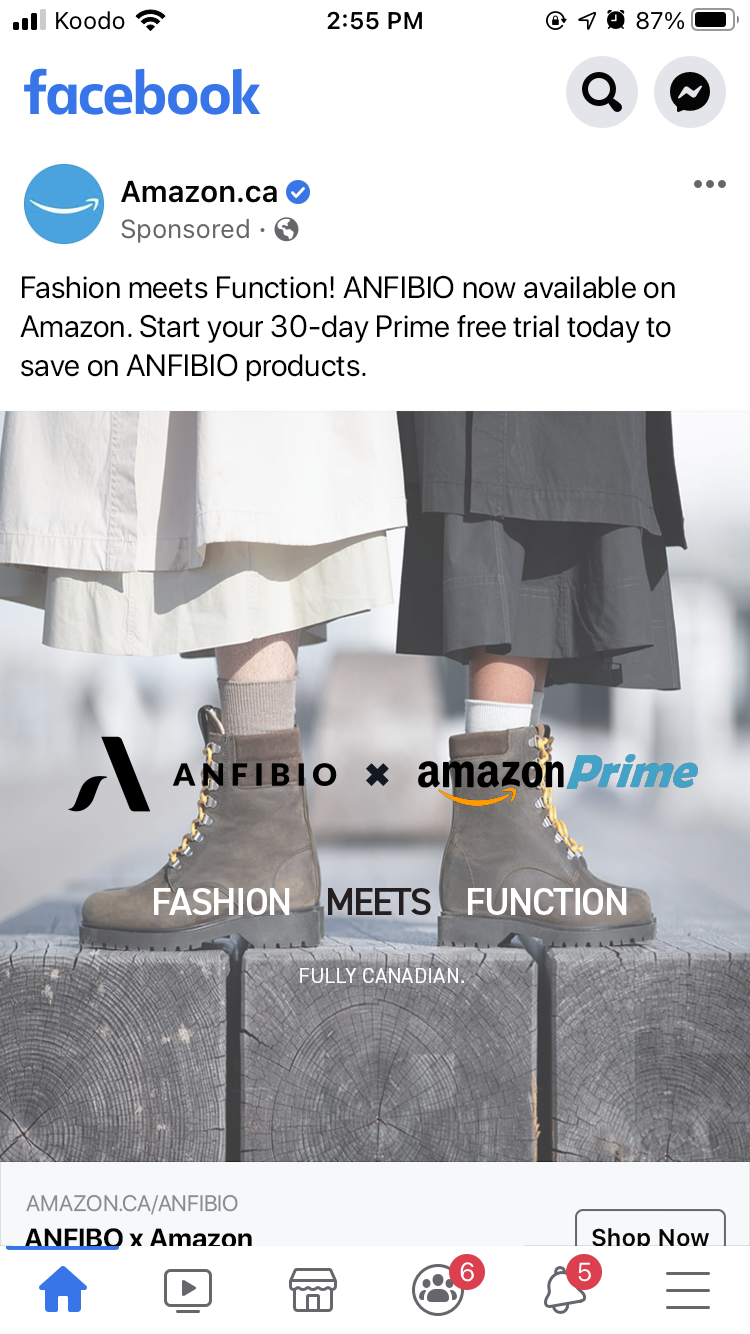 Koodo 2:55 PM 87%
facebook
Amazon.ca
Sponsored ·
Fashion meets Function! ANFIBIO now available on
Amazon. Start your 30-day Prime free trial today to
save on ANFIBIO products.
ANFIBIO x amazonPrime
FASHION MEETS FUNCTION
FULLY CANADIAN.
AMAZON.CA/ANFIBIO
ANFIBO x Amazon
Shop Now
6 5